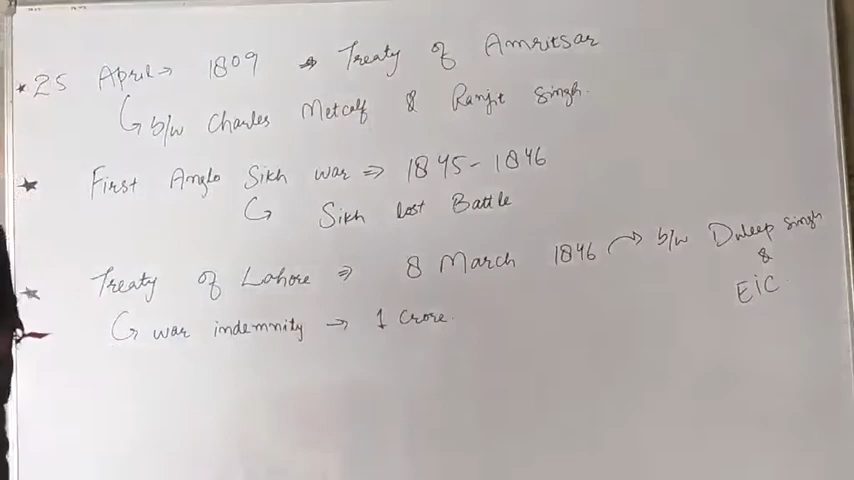 ★ 25 April → 1809 → Treaty of Amritsar
↳ b/w Charles Metcalf & Ranjit Singh.
★ First Anglo Sikh war ⇒ 1845 - 1846
↳ Sikh lost Battle
★ Treaty of Lahore ⇒ 8 March 1846 → b/w Duleep Singh
&
EIC.
↳ war indemnity → 1 Crore.